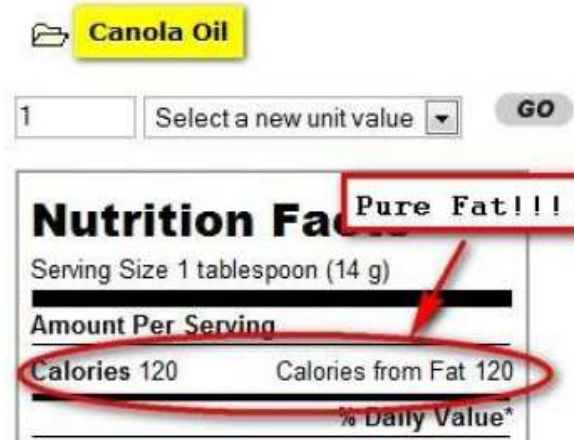 Canola Oil
1 Select a new unit value GO
Pure Fat!!!
Nutrition Fa
Serving Size 1 tablespoon (14 g)
Amount Per Serving
Calories 120 Calories from Fat 120
% Daily Value*